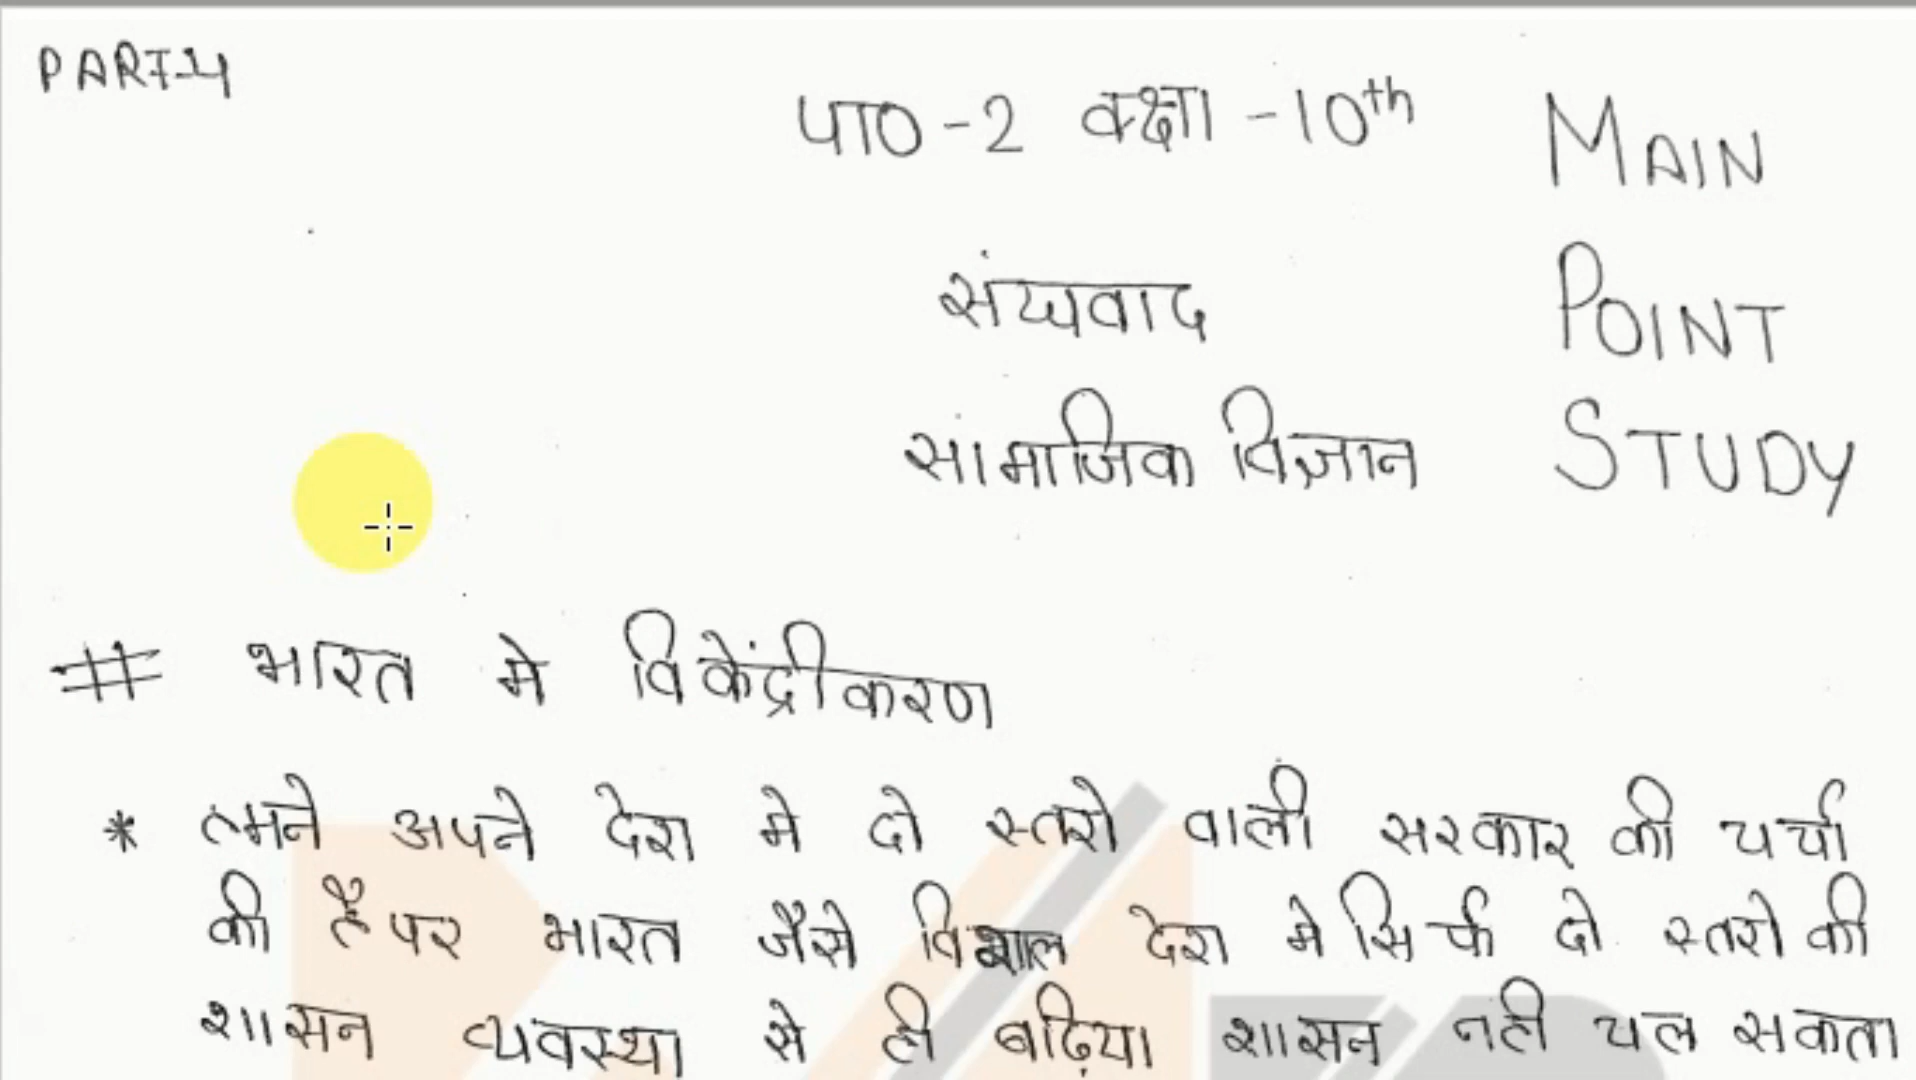 PART-4
पा0-2 कक्षा -10th
MAIN
संघवाद
POINT
सामाजिक विज्ञान
STUDY
# भारत मे विकेंद्रीकरण
* हमने अपने देश मे दो स्तरो वाली सरकार की चर्चा
की है पर भारत जैसे विशाल देश मे सिर्फ दो स्तरो की
शासन व्यवस्था से ही बढ़िया शासन नही चल सकता